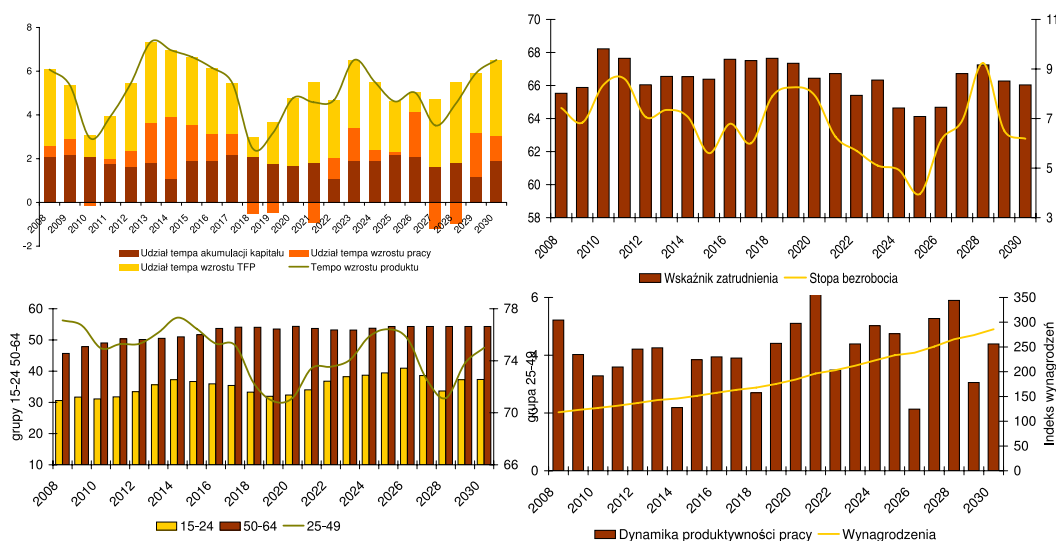 8
6
4
2
0
-2
2008 2009 2010 2011 2012 2013 2014 2015 2016 2017 2018 2019 2020 2021 2022 2023 2024 2025 2026 2027 2028 2029 2030
Udział tempa akumulacji kapitału Udział tempa wzrostu pracy
Udział tempa wzrostu TFP Tempo wzrostu produktu
70 11
68 9
66
64 7
62 5
60
58 3
2008 2010 2012 2014 2016 2018 2020 2022 2024 2026 2028 2030
Wskaźnik zatrudnienia Stopa bezrobocia
grupy 15-24 50-64
60 78
50 74
40
30 70
20
10 66
2008 2010 2012 2014 2016 2018 2020 2022 2024 2026 2028 2030
15-24 50-64 25-49
grupa 25-49
6 350
300
4 250
200
2 150
100
50
0 0
Indeks wynagrodzeń
2008 2010 2012 2014 2016 2018 2020 2022 2024 2026 2028 2030
Dynamika produktywności pracy Wynagrodzenia